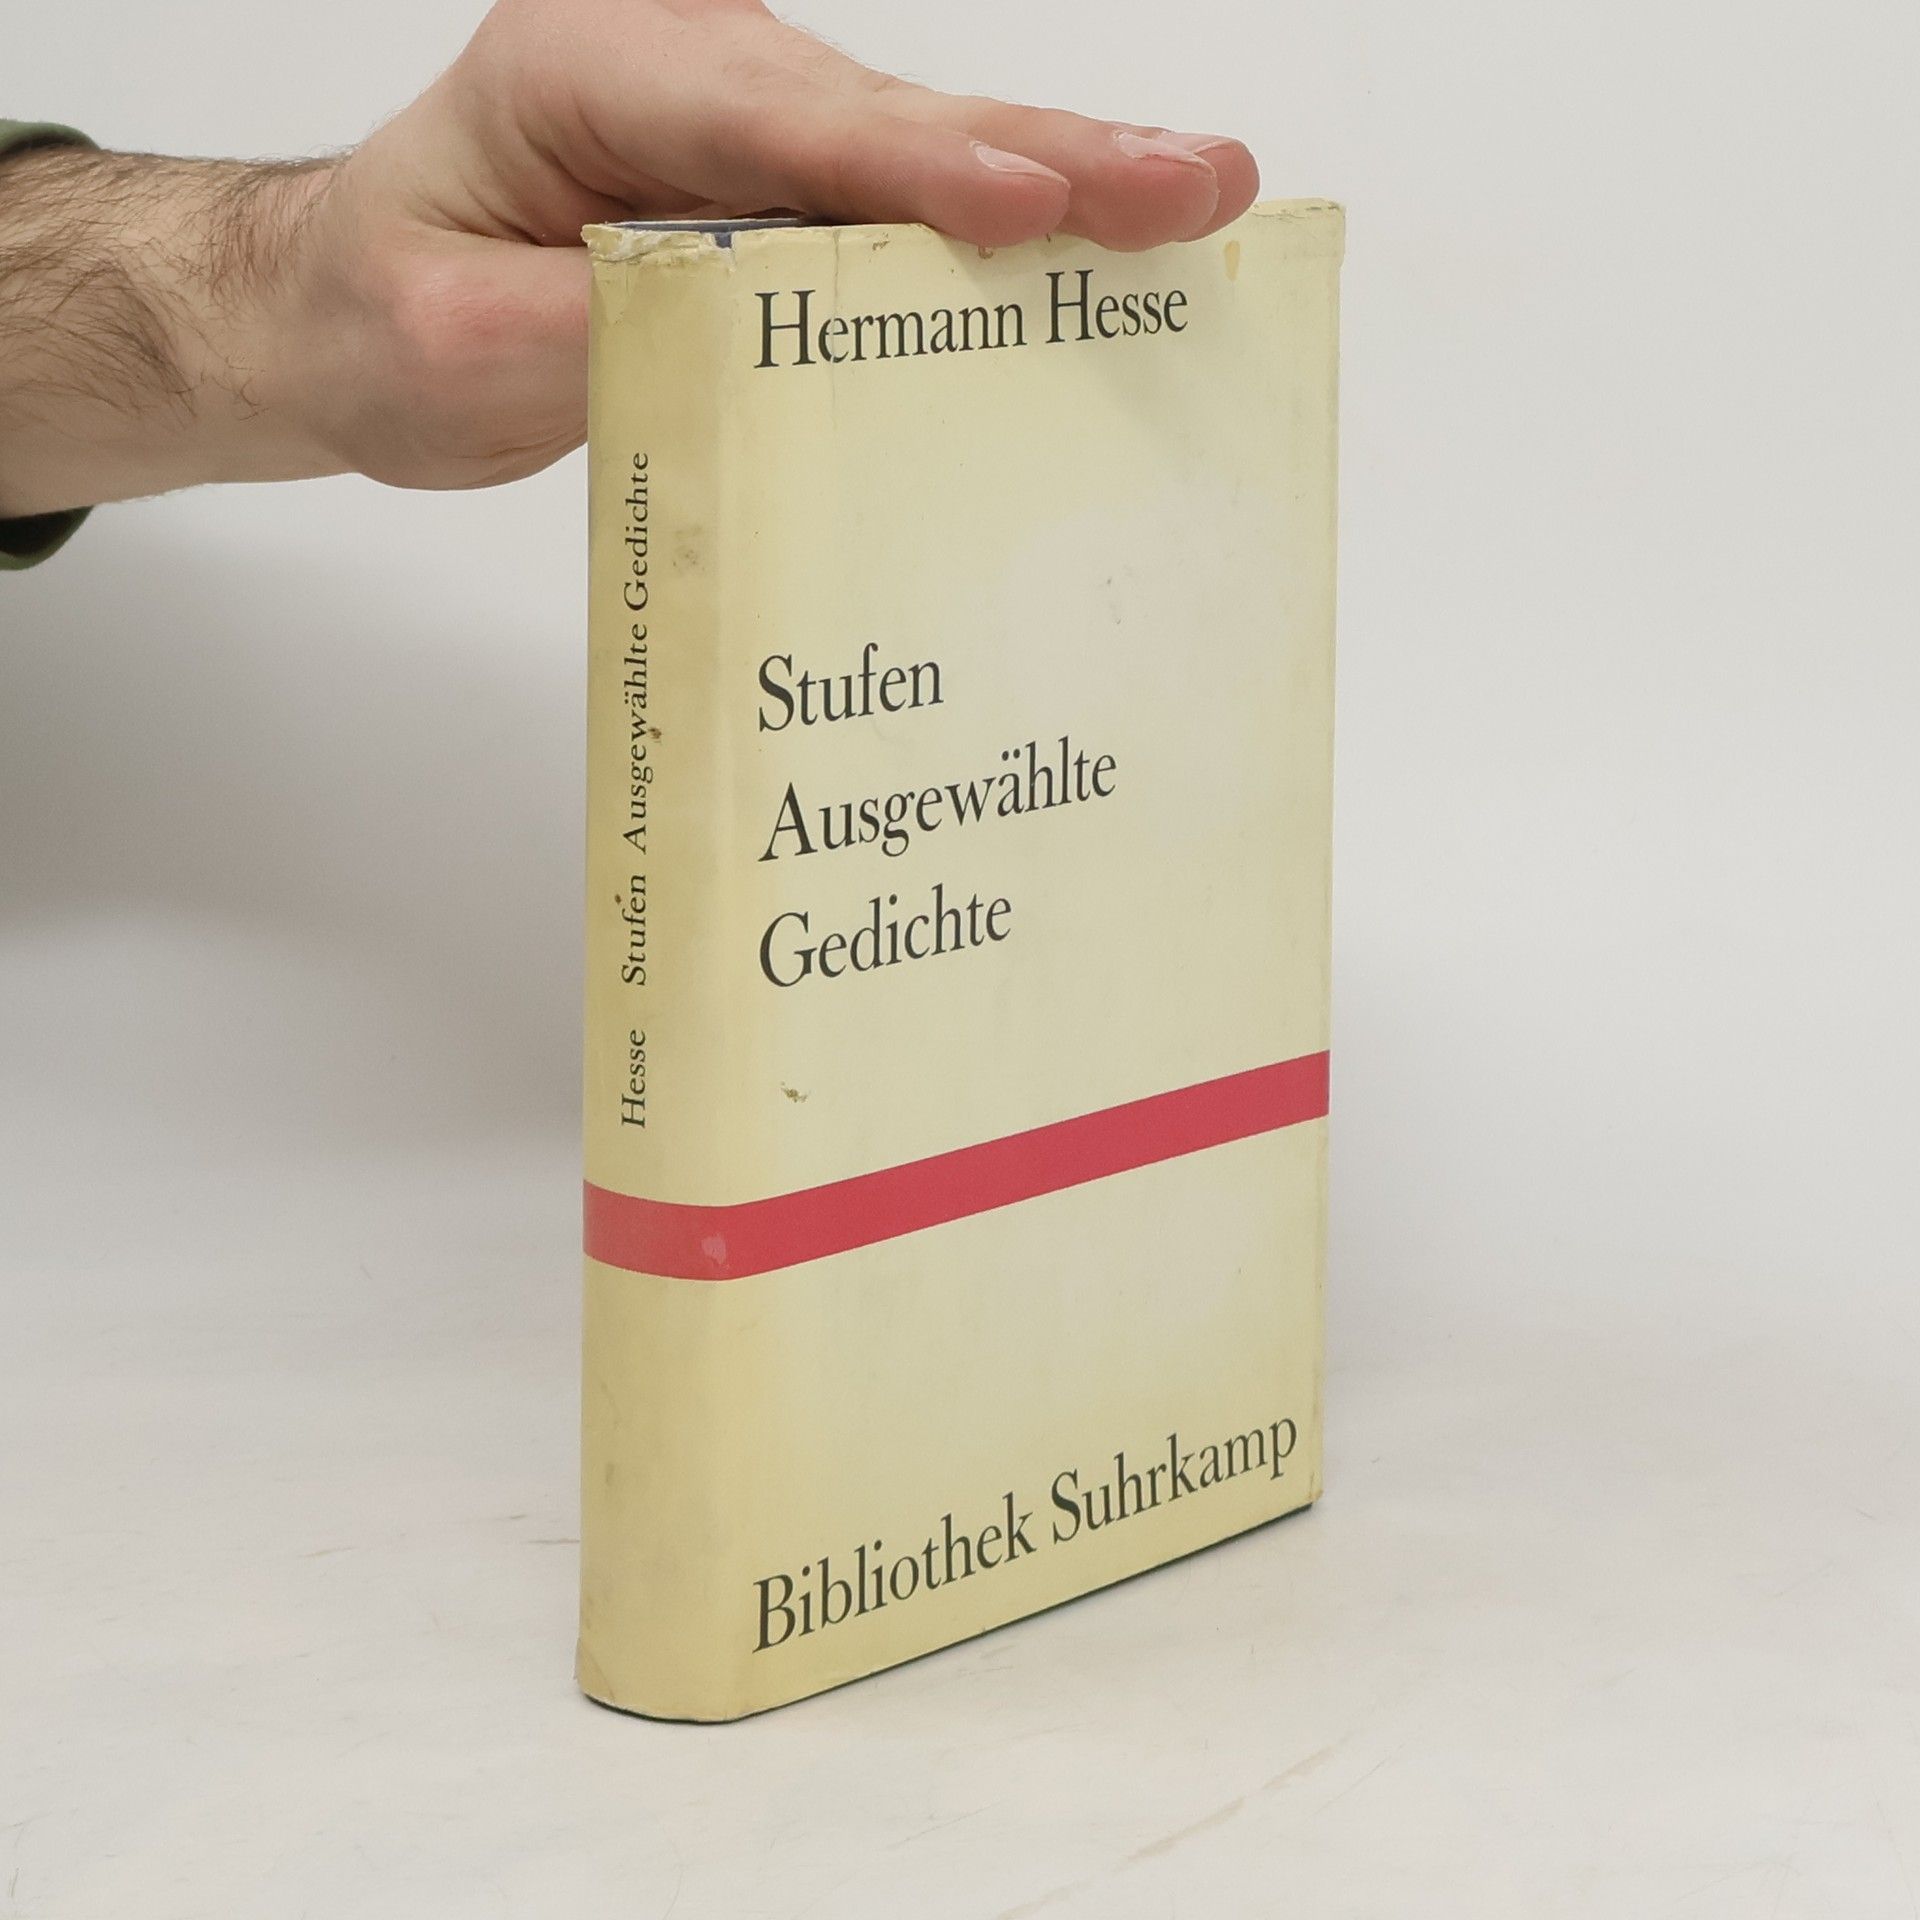 Hermann Hesse
Stufen
Ausgewählte
Gedichte
Bibliothek Suhrkamp
Hesse Stufen Ausgewählte Gedichte